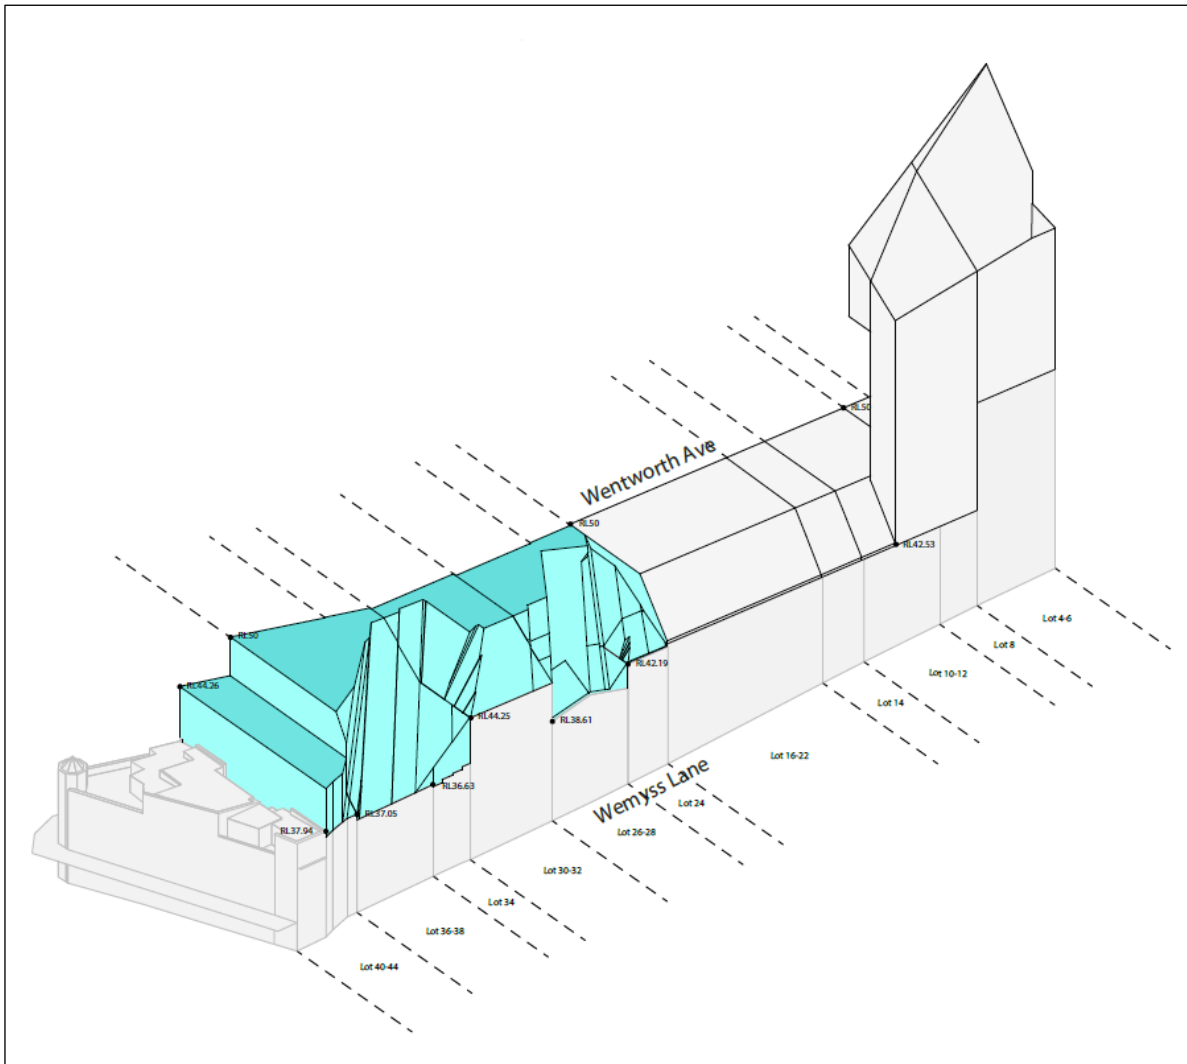 RL50
Wentworth Ave
RL50
RL50
RL42.53
RL44.26
RL42.19
RL44.25
RL38.61
RL36.63
RL37.05
RL37.94
Wemyss Lane
Lot 4-6
Lot 8
Lot 10-12
Lot 14
Lot 16-22
Lot 24
Lot 26-28
Lot 30-32
Lot 34
Lot 36-38
Lot 40-44